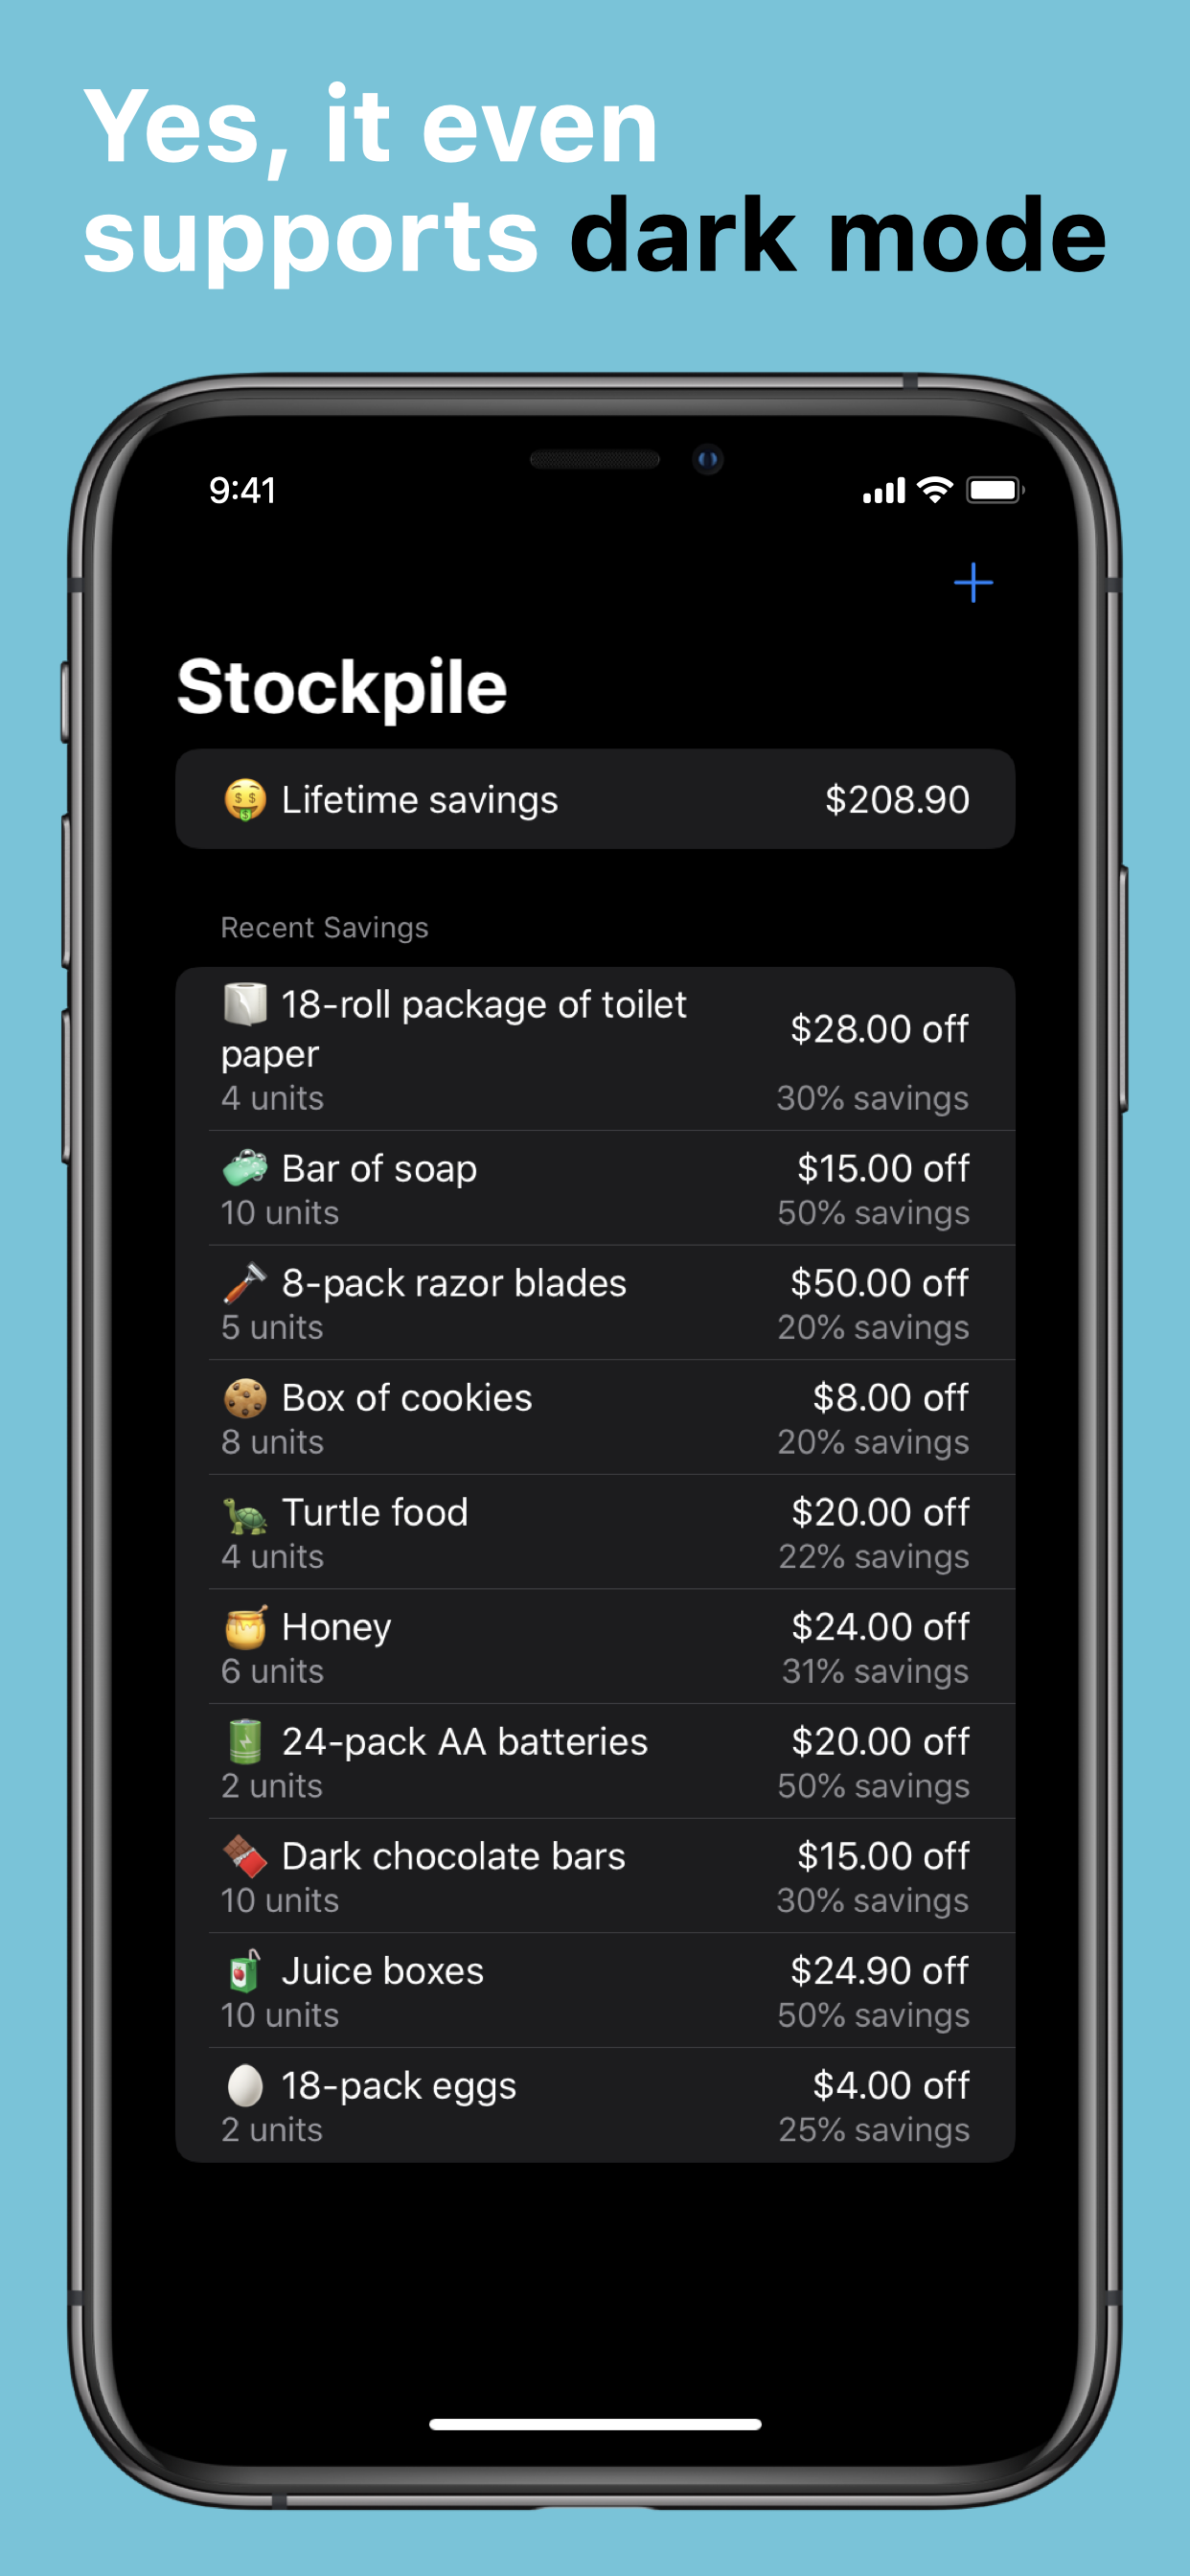 Yes, it even
supports dark mode
9:41
Stockpile
Lifetime savings $208.90
Recent Savings
18-roll package of toilet
paper
$28.00 off
4 units 30% savings
Bar of soap $15.00 off
10 units 50% savings
8-pack razor blades $50.00 off
5 units 20% savings
Box of cookies $8.00 off
8 units 20% savings
Turtle food $20.00 off
4 units 22% savings
Honey $24.00 off
6 units 31% savings
24-pack AA batteries $20.00 off
2 units 50% savings
Dark chocolate bars $15.00 off
10 units 30% savings
Juice boxes $24.90 off
10 units 50% savings
18-pack eggs $4.00 off
2 units 25% savings